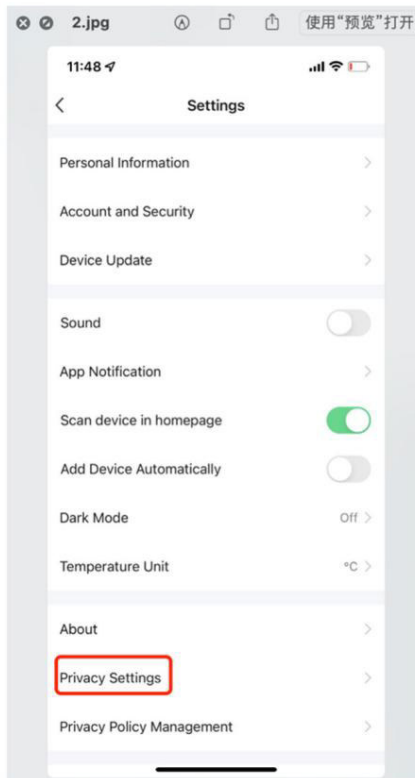 2.jpg 使用“预览”打开
11:48
Settings
Personal Information
Account and Security
Device Update
Sound
App Notification
Scan device in homepage
Add Device Automatically
Dark Mode Off
Temperature Unit °C
About
Privacy Settings
Privacy Policy Management